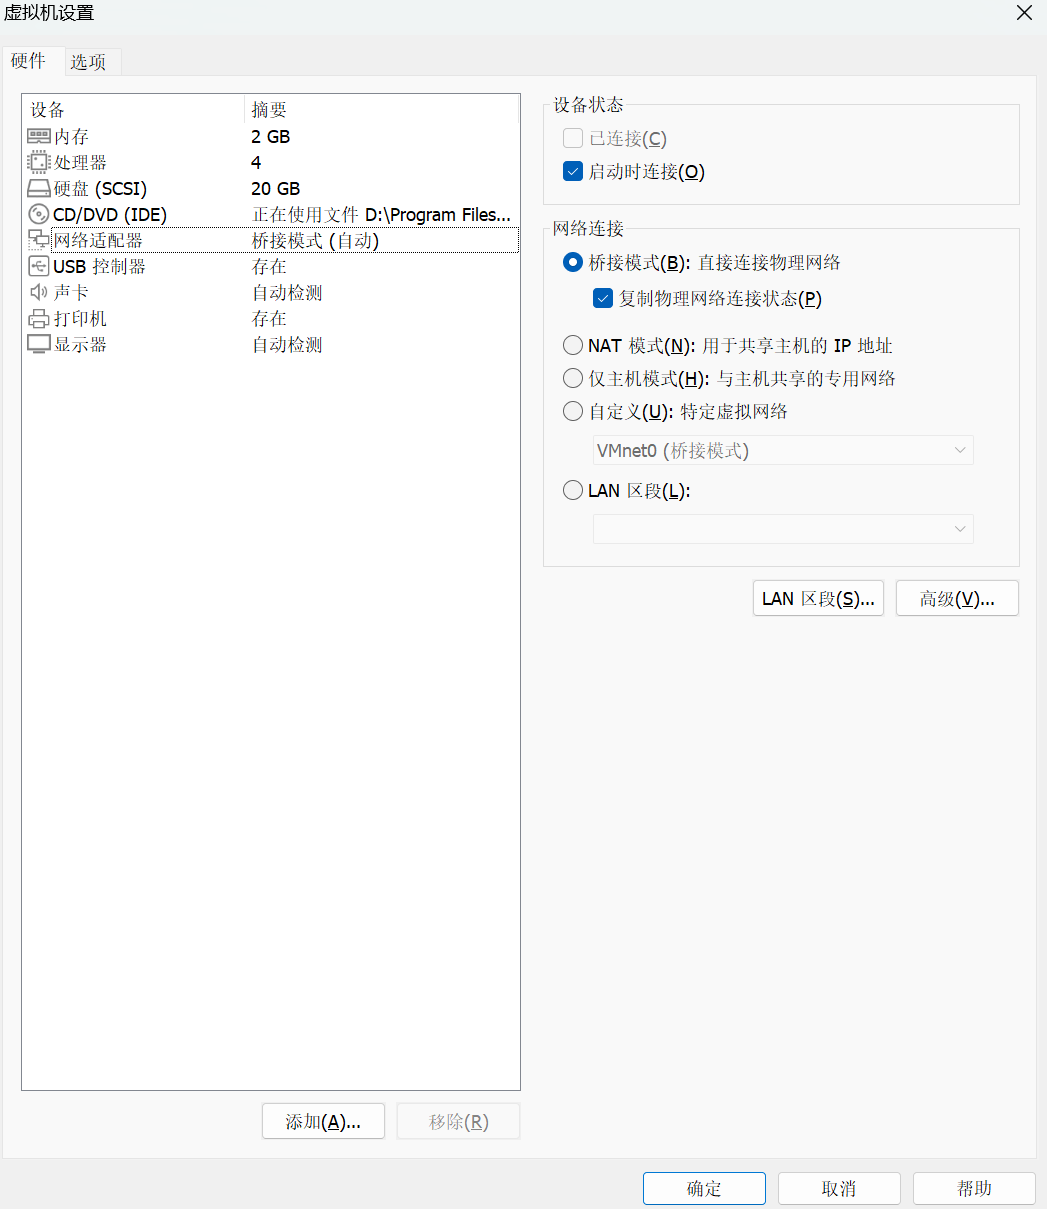 虚拟机设置
硬件 选项
设备 摘要
内存 2 GB
处理器 4
硬盘 (SCSI) 20 GB
CD/DVD (IDE) 正在使用文件 D:\Program Files...
网络适配器 桥接模式 (自动)
USB 控制器 存在
声卡 自动检测
打印机 存在
显示器 自动检测
添加(A)... 移除(R)
设备状态
已连接(C)
启动时连接(O)
网络连接
桥接模式(B): 直接连接物理网络
复制物理网络连接状态(P)
NAT 模式(N): 用于共享主机的 IP 地址
仅主机模式(H): 与主机共享的专用网络
自定义(U): 特定虚拟网络
VMnet0 (桥接模式)
LAN 区段(L):
LAN 区段(S)... 高级(V)...
确定 取消 帮助